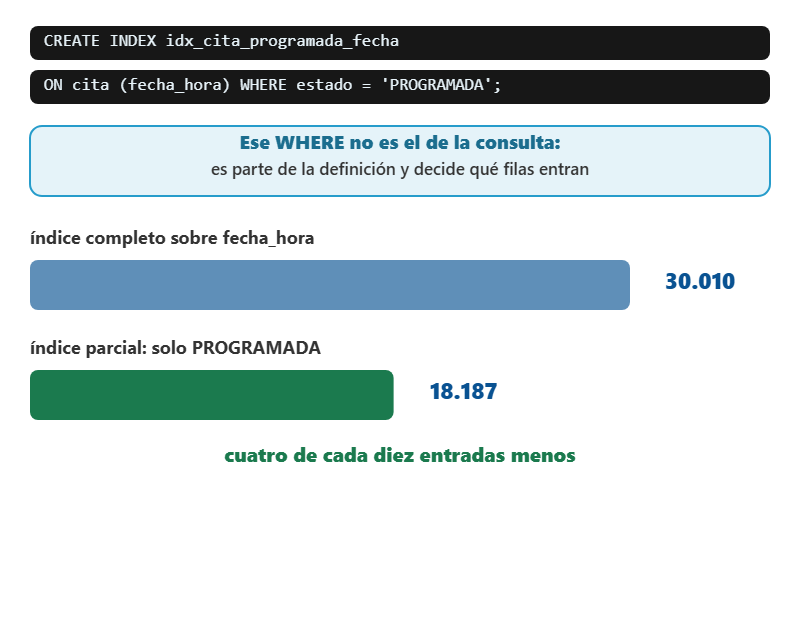 CREATE INDEX idx_cita_programada_fecha
ON cita (fecha_hora) WHERE estado = 'PROGRAMADA';
Ese WHERE no es el de la consulta:
es parte de la definición y decide qué filas entran
índice completo sobre fecha_hora
30.010
índice parcial: solo PROGRAMADA
18.187
cuatro de cada diez entradas menos